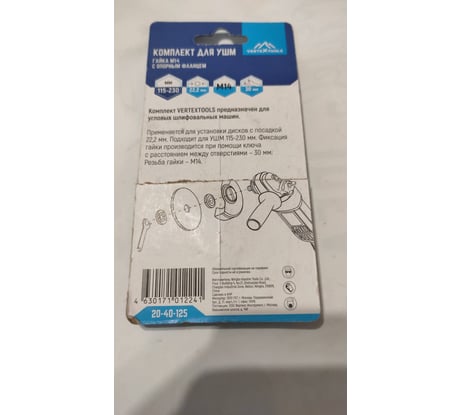 КОМПЛЕКТ ДЛЯ УШМ
ГАЙКА М14
С ОПОРНЫМ ФЛАНЦЕМ
VERTEXTOOLS
ММ
115-230
22,2 мм
М14
30 мм
Комплект VERTEXTOOLS предназначен для
угловых шлифовальных машин.
Применяется для установки дисков с посадкой
22,2 мм. Подходит для УШМ 115-230 мм. Фиксация
гайки производится при помощи ключа
с расстоянием между отверстиями – 30 мм.
Резьба гайки – М14.
4 630171 012241
20-40-125